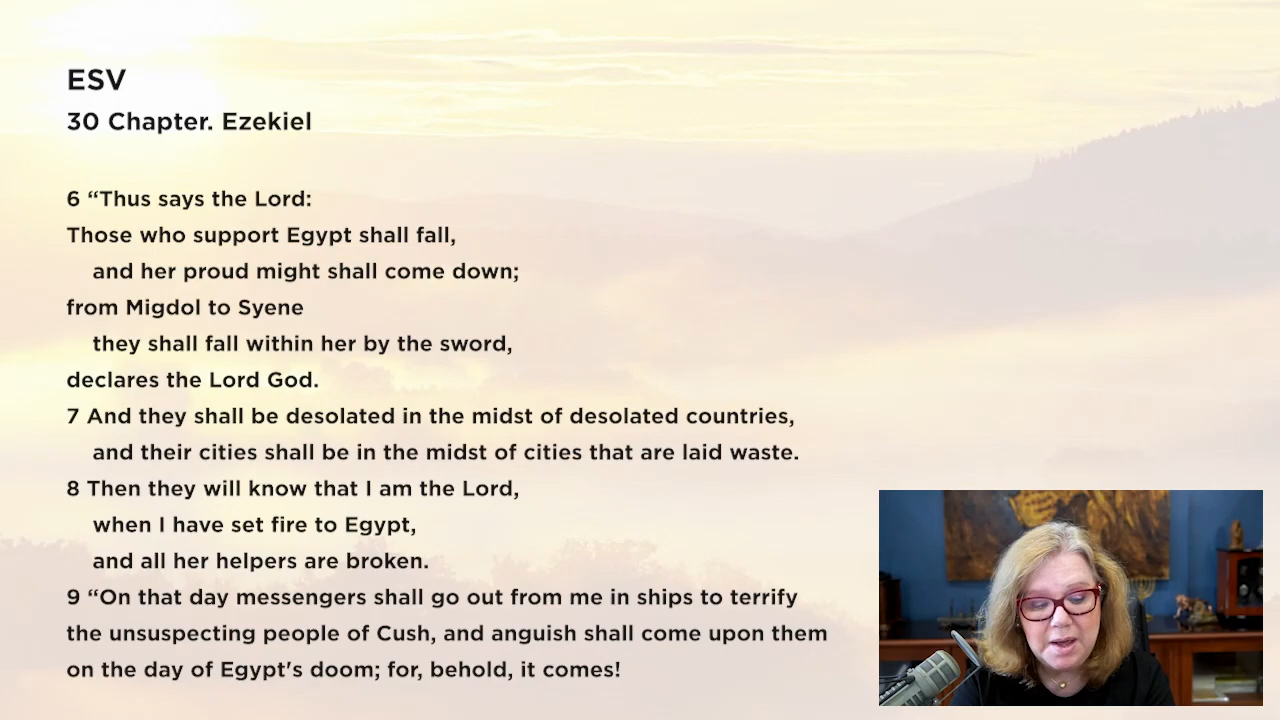 ESV
30 Chapter. Ezekiel
6 “Thus says the Lord:
Those who support Egypt shall fall,
and her proud might shall come down;
from Migdol to Syene
they shall fall within her by the sword,
declares the Lord God.
7 And they shall be desolated in the midst of desolated countries,
and their cities shall be in the midst of cities that are laid waste.
8 Then they will know that I am the Lord,
when I have set fire to Egypt,
and all her helpers are broken.
9 “On that day messengers shall go out from me in ships to terrify
the unsuspecting people of Cush, and anguish shall come upon them
on the day of Egypt's doom; for, behold, it comes!